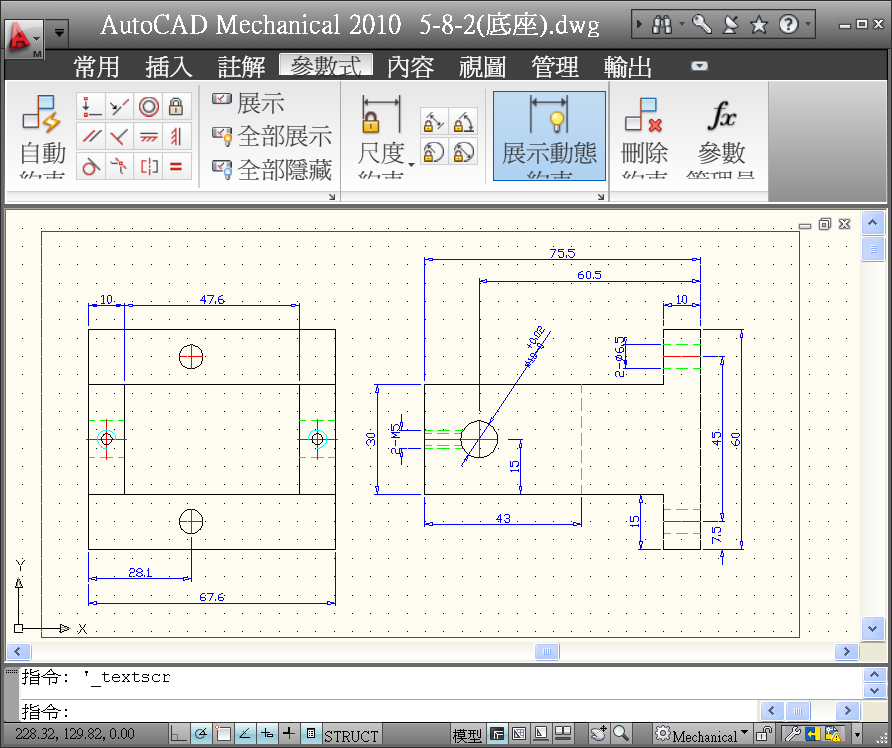 AutoCAD Mechanical 2010 5-8-2(底座).dwg
常用 插入 註解 參數式 內容 視圖 管理 輸出
自動
約束
展示
全部展示
全部隱藏
尺度
約束
展示動態
約束
刪除
約束
參數
管理員
75.5
60.5
10
47.6
10
+0.02
2-ø6.5
30
2-M5
15
45
60
43
15
7.5
28.1
67.6
Y
X
指令: '_textscr
指令:
228.32, 129.82, 0.00
STRUCT
模型
Mechanical